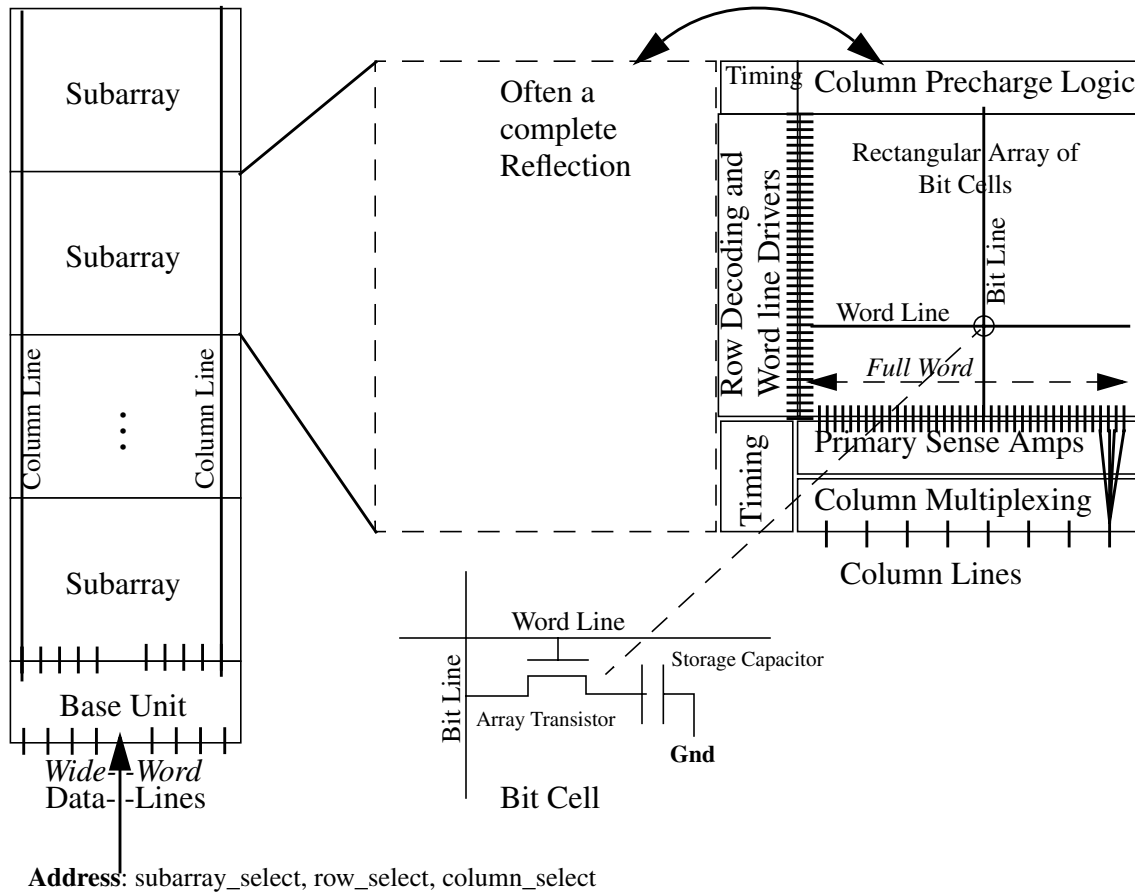 Subarray
Subarray
Column Line
Column Line
Subarray
Base Unit
Wide---Word
Data---Lines
Address: subarray_select, row_select, column_select
Often a
complete
Reflection
Timing
Column Precharge Logic
Row Decoding and
Word line Drivers
Rectangular Array of
Bit Cells
Bit Line
Word Line
Full Word
Timing
Primary Sense Amps
Column Multiplexing
Column Lines
Word Line
Bit Line
Storage Capacitor
Array Transistor
Gnd
Bit Cell